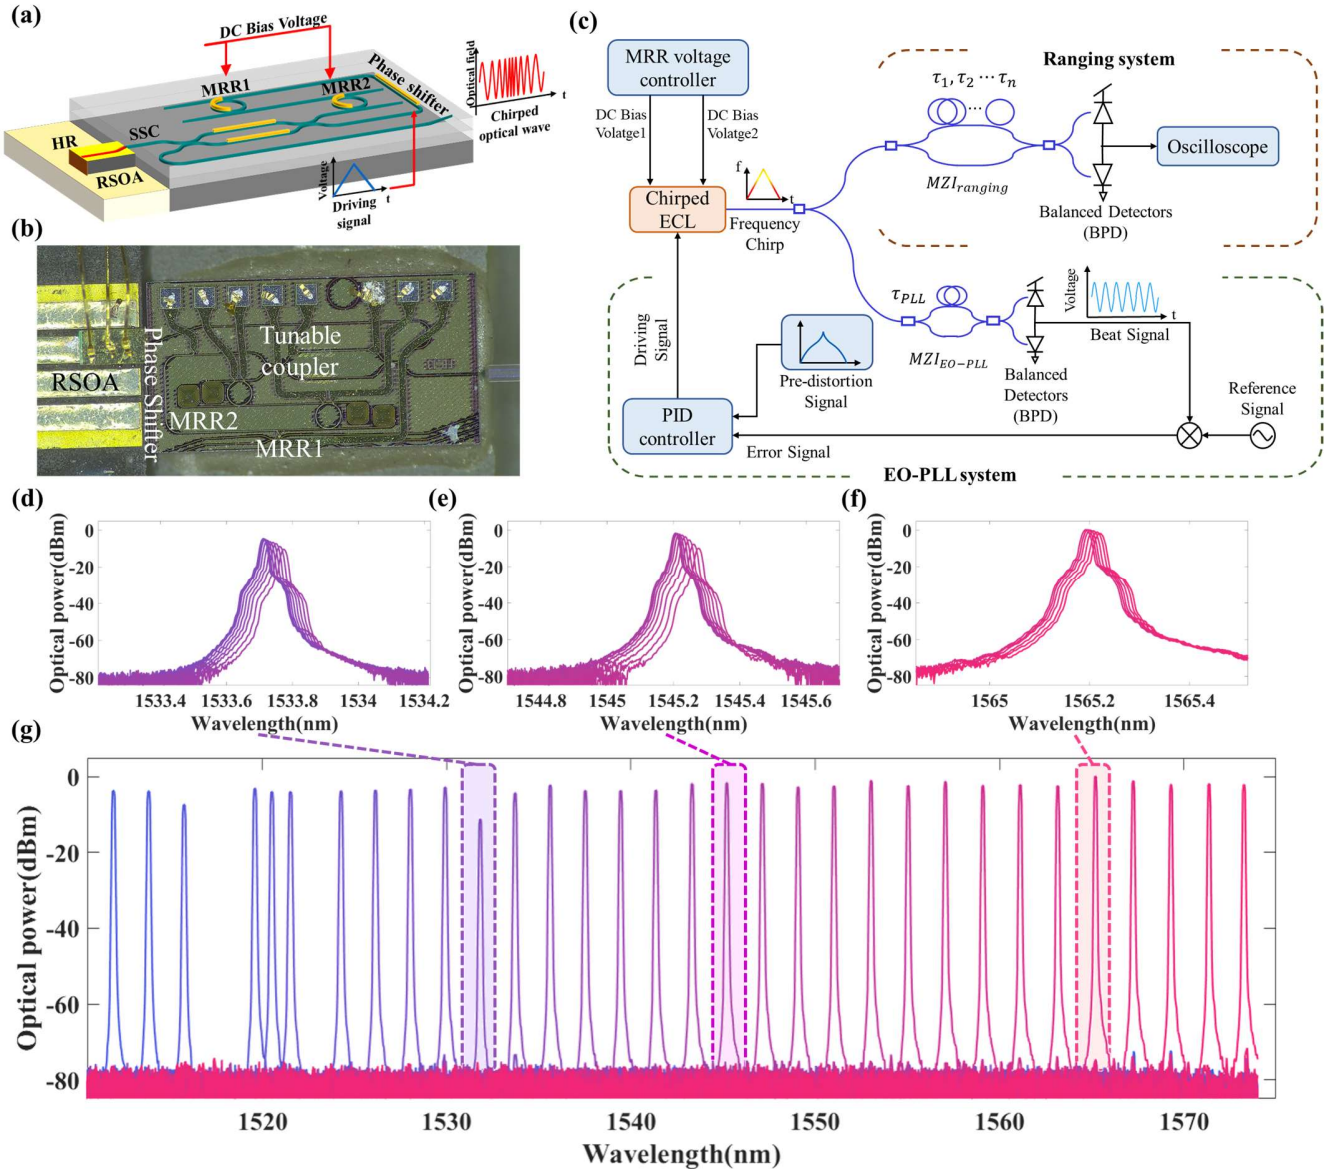 (a)
DC Bias Voltage
MRR1
MRR2
Phase shifter
HR
SSC
RSOA
Voltage
t
Driving
signal
Optical field
t
Chirped
optical wave
(b)
RSOA
Phase Shifter
Tunable
coupler
MRR2
MRR1
(c)
MRR voltage
controller
DC Bias
Volatge1
DC Bias
Volatge2
Chirped
ECL
f
t
Frequency
Chirp
Ranging system
τ1, τ2 ⋯ τn
...
MZIranging
Oscilloscope
Balanced Detectors
(BPD)
τPLL
MZIEO−PLL
Balanced
Detectors
(BPD)
Voltage
t
Beat Signal
Driving
Signal
Pre-distortion
Signal
PID
controller
Error Signal
Reference
Signal
EO-PLL system
(d)
Optical power(dBm)
0
-20
-40
-60
-80
1533.4 1533.6 1533.8 1534 1534.2
Wavelength(nm)
(e)
Optical power(dBm)
0
-20
-40
-60
-80
1544.8 1545 1545.2 1545.4 1545.6
Wavelength(nm)
(f)
Optical power(dBm)
0
-20
-40
-60
-80
1565 1565.2 1565.4
Wavelength(nm)
(g)
Optical power(dBm)
0
-20
-40
-60
-80
1520 1530 1540 1550 1560 1570
Wavelength(nm)